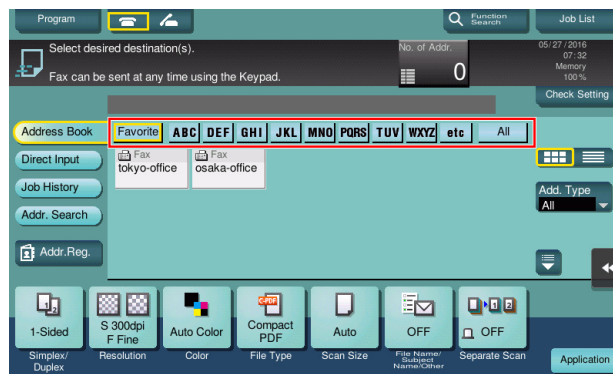 Program
Function
Search
Job List
Select desired destination(s).
No. of Addr.
0
05/27/2016
07:32
Memory
100%
Fax can be sent at any time using the Keypad.
Check Setting
Address Book
Favorite ABC DEF GHI JKL MNO PQRS TUV WXYZ etc All
Direct Input
Fax
tokyo-office
Fax
osaka-office
Job History
Add. Type
All
Addr. Search
Addr.Reg.
1-Sided
S 300dpi
F Fine
Auto Color
Compact
PDF
Auto
OFF
OFF
Simplex/
Duplex
Resolution
Color
File Type
Scan Size
File Name/
Subject
Name/Other
Separate Scan
Application